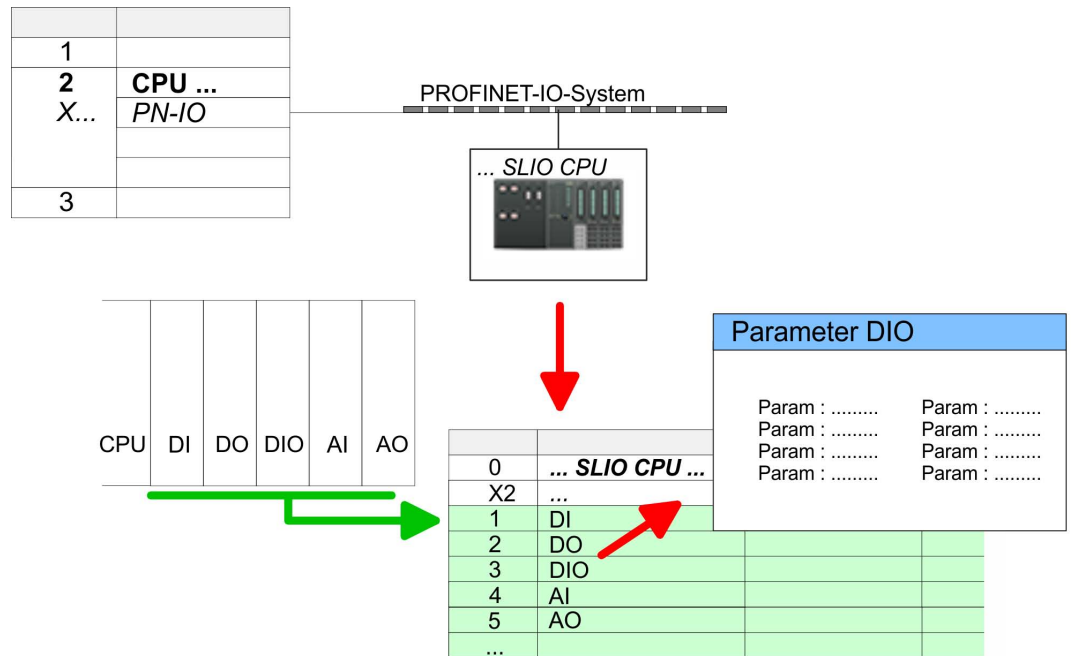 1
2 CPU ...
X... PN-IO
3
PROFINET-IO-System
... SLIO CPU
CPU DI DO DIO AI AO
Parameter DIO
Param : ......... Param : .........
Param : ......... Param : .........
Param : ......... Param : .........
Param : ......... Param : .........
0 ... SLIO CPU ...
X2 ...
1 DI
2 DO
3 DIO
4 AI
5 AO
...